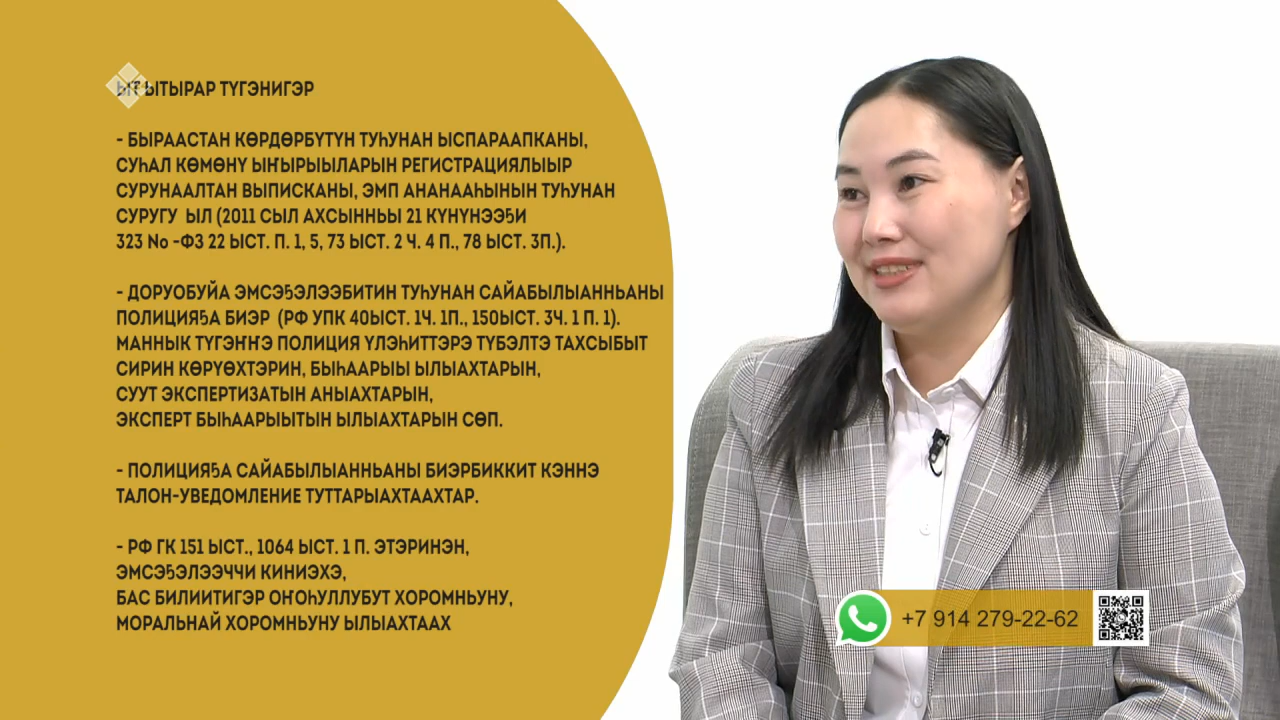 ЫТЫРАР ТҮГЭНИГЭР
- БЫРААСТАН КӨРДӨРБҮТҮН ТУҺУНАН ЫСПАРААПКАНЫ,
СУҺАЛ КӨМӨНҮ ЫҤЫРЫЫЛАРЫН РЕГИСТРАЦИЯЛЫЫР
СУРУНААЛТАН ВЫПИСКАНЫ, ЭМП АНАНААҺЫНЫН ТУҺУНАН
СУРУГУ ЫЛ (2011 СЫЛ АХСЫННЬЫ 21 КҮНҮНЭЭҔИ
323 No -ФЗ 22 ЫСТ. П. 1, 5, 73 ЫСТ. 2 Ч. 4 П., 78 ЫСТ. 3П.).
- ДОРУОБУЙА ЭМСЭҔЭЛЭЭБИТИН ТУҺУНАН САЙАБЫЛЫАННЬАНЫ
ПОЛИЦИЯҔА БИЭР (РФ УПК 40ЫСТ. 1Ч. 1П., 150ЫСТ. 3Ч. 1 П. 1).
МАННЫК ТҮГЭҤҤЭ ПОЛИЦИЯ ҮЛЭҺИТТЭРЭ ТҮБЭЛТЭ ТАХСЫБЫТ
СИРИН КӨРҮӨХТЭРИН, БЫҺААРЫЫ ЫЛЫАХТАРЫН,
СУУТ ЭКСПЕРТИЗАТЫН АНЫАХТАРЫН,
ЭКСПЕРТ БЫҺААРЫЫТЫН ЫЛЫАХТАРЫН СӨП.
- ПОЛИЦИЯҔА САЙАБЫЛЫАННЬАНЫ БИЭРБИККИТ КЭННЭ
ТАЛОН-УВЕДОМЛЕНИЕ ТУТТАРЫАХТААХТАР.
- РФ ГК 151 ЫСТ., 1064 ЫСТ. 1 П. ЭТЭРИНЭН,
ЭМСЭҔЭЛЭЭЧЧИ КИНИЭХЭ,
БАС БИЛИИТИГЭР ОҤОҺУЛЛУБУТ ХОРОМНЬУНУ,
МОРАЛЬНАЙ ХОРОМНЬУНУ ЫЛЫАХТААХ
+7 914 279-22-62